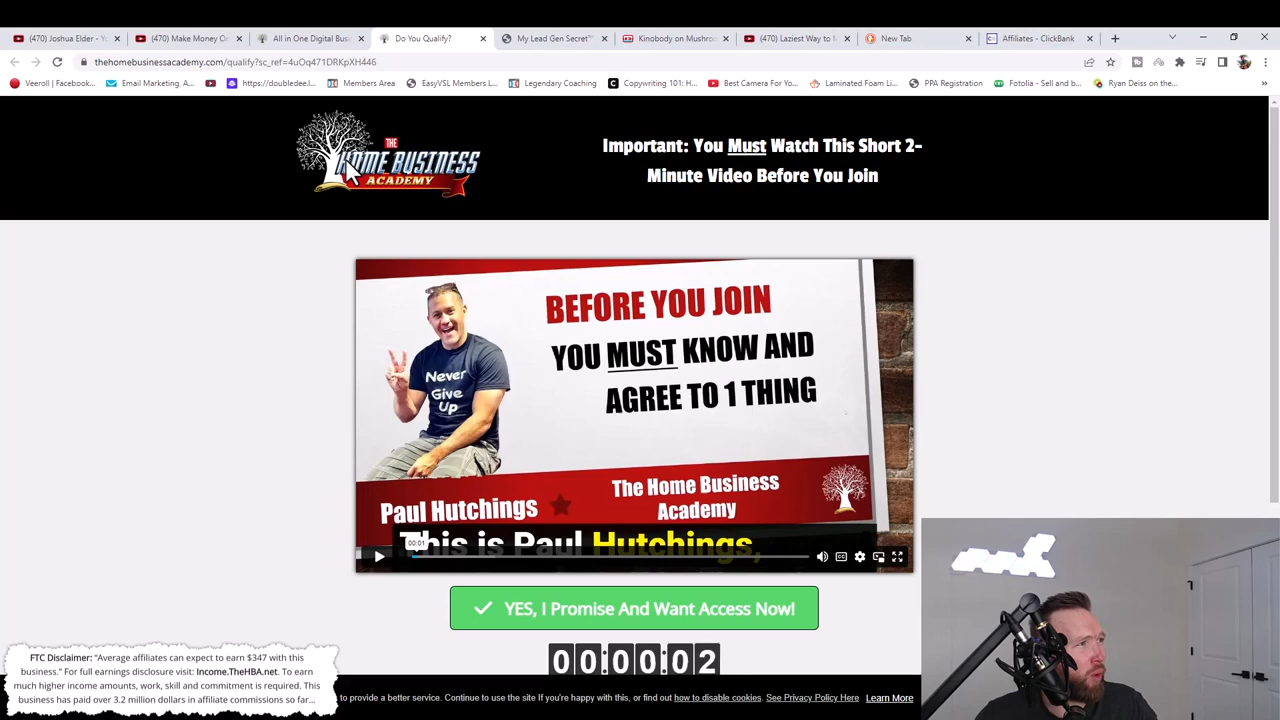 (470) Joshua Elder - Y
(470) Make Money O
All in One Digital Busi
Do You Qualify?
My Lead Gen Secret
Kinobody on Mushroo
(470) Laziest Way to M
New Tab
Affiliates - ClickBank
thehomebusinessacademy.com/qualify?sc_ref=4uOq471DRKpXH446
Veeroll | Facebook...
Email Marketing, A...
https://doubledee.l...
Members Area
EasyVSL Members L...
Legendary Coaching
Copywriting 101: H...
Best Camera For Yo...
Laminated Foam Li...
PPA Registration
Fotolia - Sell and b...
Ryan Deiss on the...
THE
HOME BUSINESS
ACADEMY
Important: You Must Watch This Short 2-
Minute Video Before You Join
BEFORE YOU JOIN
YOU MUST KNOW AND
AGREE TO 1 THING
Never
Give
Up
Paul Hutchings
The Home Business
Academy
This is Paul Hutchings,
00:01
CC
YES, I Promise And Want Access Now!
00:00:02
FTC Disclaimer: "Average affiliates can expect to earn $347 with this
business." For full earnings disclosure visit: Income.TheHBA.net. To earn
much higher income amounts, work, skill and commitment is required. This
business has paid over 3.2 million dollars in affiliate commissions so far...
to provide a better service. Continue to use the site If you're happy with this, or find out how to disable cookies. See Privacy Policy Here
Learn More